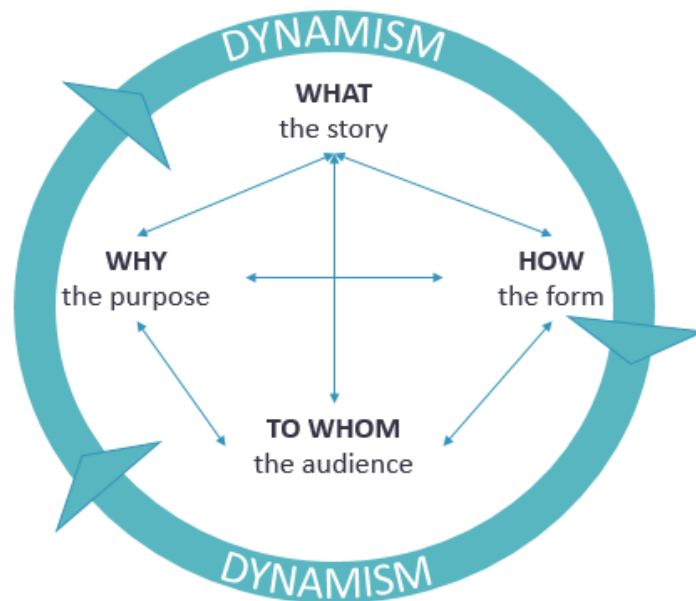 DYNAMISM
WHAT
the story
WHY
the purpose
HOW
the form
TO WHOM
the audience
DYNAMISM